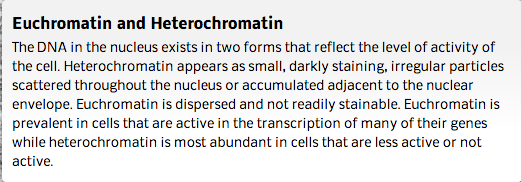 Euchromatin and Heterochromatin
The DNA in the nucleus exists in two forms that reflect the level of activity of
the cell. Heterochromatin appears as small, darkly staining, irregular particles
scattered throughout the nucleus or accumulated adjacent to the nuclear
envelope. Euchromatin is dispersed and not readily stainable. Euchromatin is
prevalent in cells that are active in the transcription of many of their genes
while heterochromatin is most abundant in cells that are less active or not
active.